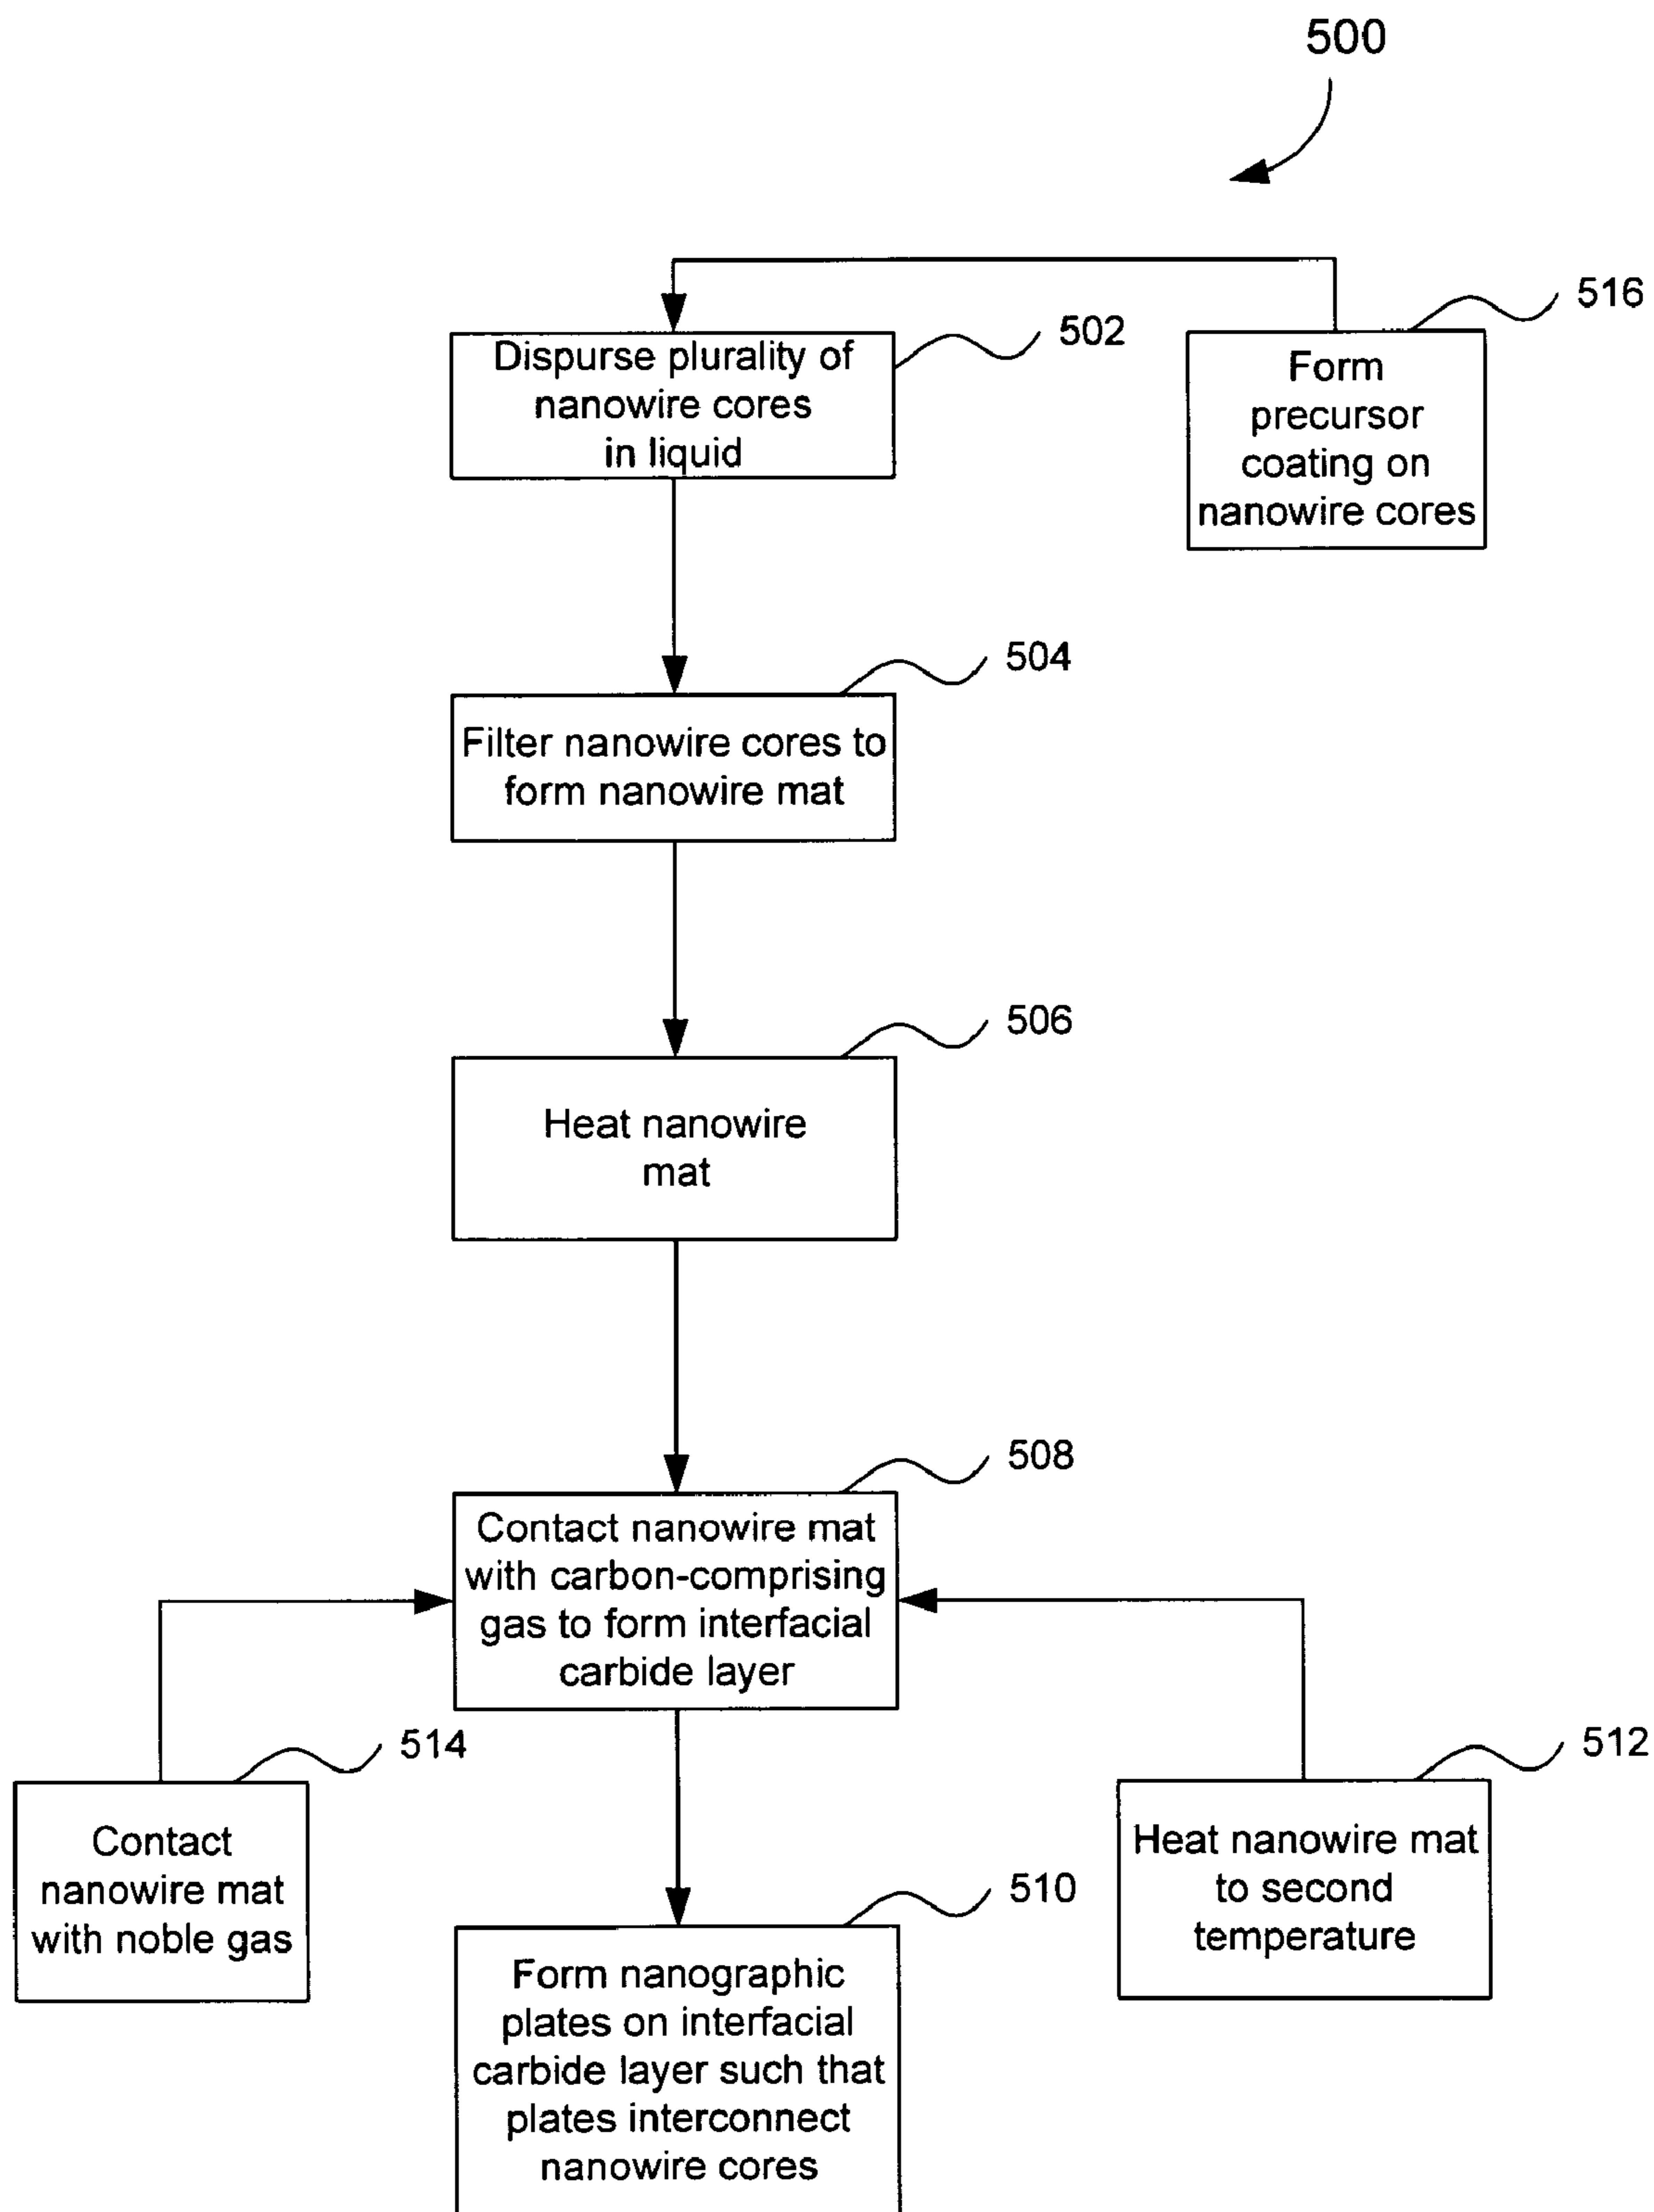 500
516
502
Dispurse plurality of
nanowire cores
in liquid
Form
precursor
coating on
nanowire cores
504
Filter nanowire cores to
form nanowire mat
506
Heat nanowire
mat
508
Contact nanowire mat
with carbon-comprising
gas to form interfacial
carbide layer
514
Contact
nanowire mat
with noble gas
512
Heat nanowire mat
to second
temperature
510
Form nanographic
plates on interfacial
carbide layer such that
plates interconnect
nanowire cores